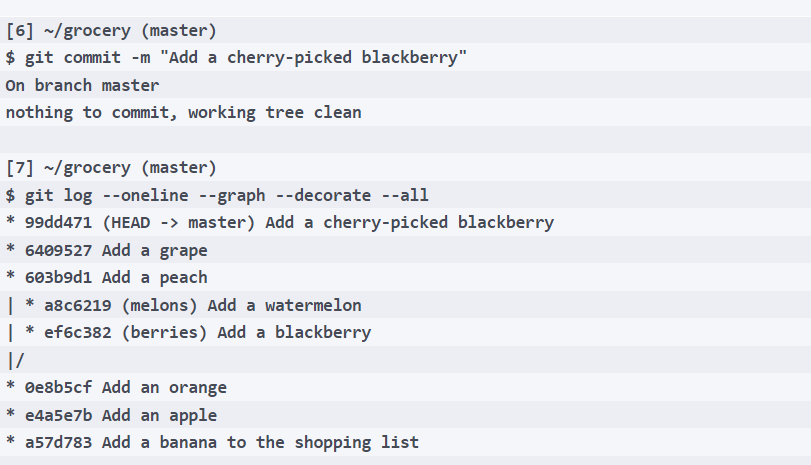 [6] ~/grocery (master)
$ git commit -m "Add a cherry-picked blackberry"
On branch master
nothing to commit, working tree clean
[7] ~/grocery (master)
$ git log --oneline --graph --decorate --all
* 99dd471 (HEAD -> master) Add a cherry-picked blackberry
* 6409527 Add a grape
* 603b9d1 Add a peach
| * a8c6219 (melons) Add a watermelon
| * ef6c382 (berries) Add a blackberry
|/
* 0e8b5cf Add an orange
* e4a5e7b Add an apple
* a57d783 Add a banana to the shopping list